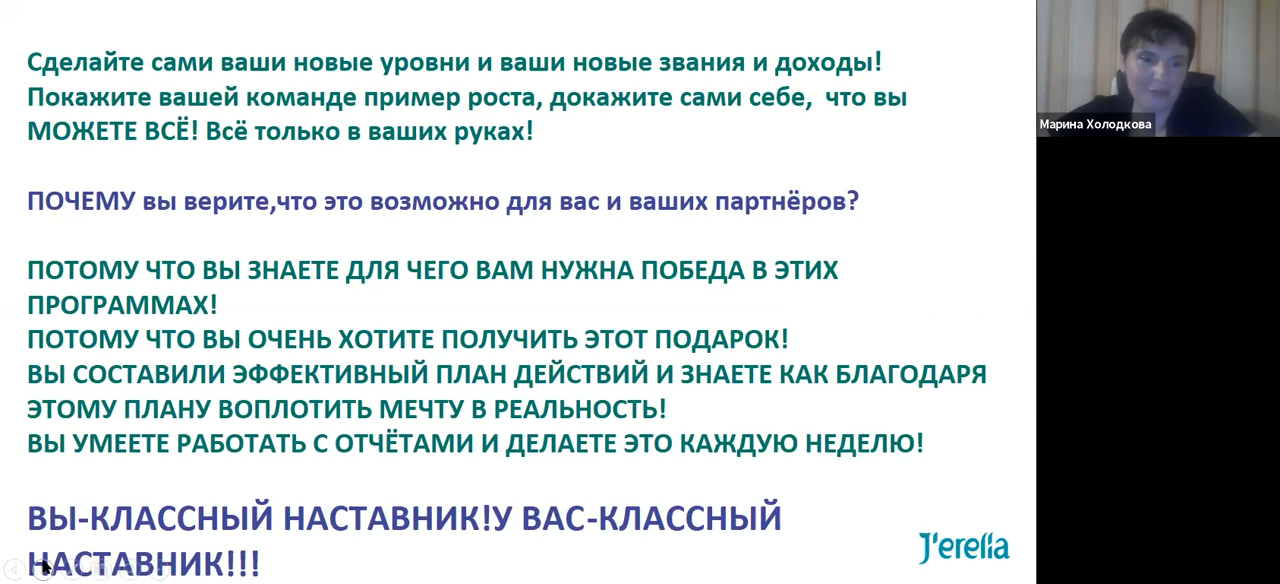 Сделайте сами ваши новые уровни и ваши новые звания и доходы!
Покажите вашей команде пример роста, докажите сами себе, что вы
МОЖЕТЕ ВСЁ! Всё только в ваших руках!
ПОЧЕМУ вы верите,что это возможно для вас и ваших партнёров?
ПОТОМУ ЧТО ВЫ ЗНАЕТЕ ДЛЯ ЧЕГО ВАМ НУЖНА ПОБЕДА В ЭТИХ
ПРОГРАММАХ!
ПОТОМУ ЧТО ВЫ ОЧЕНЬ ХОТИТЕ ПОЛУЧИТЬ ЭТОТ ПОДАРОК!
ВЫ СОСТАВИЛИ ЭФФЕКТИВНЫЙ ПЛАН ДЕЙСТВИЙ И ЗНАЕТЕ КАК БЛАГОДАРЯ
ЭТОМУ ПЛАНУ ВОПЛОТИТЬ МЕЧТУ В РЕАЛЬНОСТЬ!
ВЫ УМЕЕТЕ РАБОТАТЬ С ОТЧЁТАМИ И ДЕЛАЕТЕ ЭТО КАЖДУЮ НЕДЕЛЮ!
ВЫ-КЛАССНЫЙ НАСТАВНИК!У ВАС-КЛАССНЫЙ
НАСТАВНИК!!!
J'erelia
Марина Холодкова